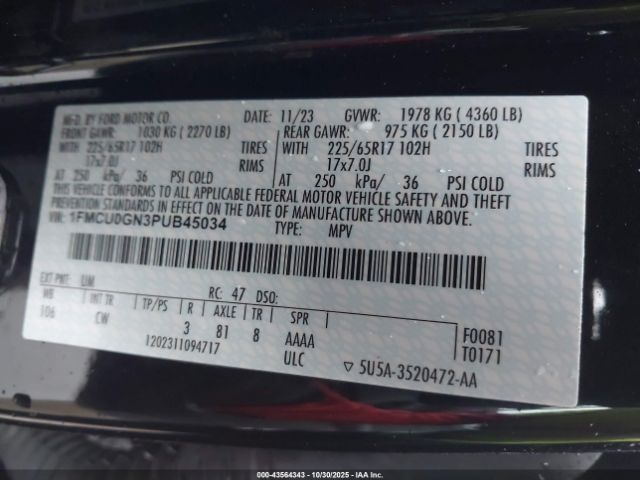 MFD. BY FORD MOTOR CO. DATE: 11/23 GVWR: 1978 KG ( 4360 LB)
FRONT GAWR: 1030 KG ( 2270 LB) REAR GAWR: 975 KG ( 2150 LB)
WITH 225/65R17 102H TIRES WITH 225/65R17 102H TIRES
17x7.0J RIMS 17x7.0J RIMS
AT 250 kPa/ 36 PSI COLD AT 250 kPa/ 36 PSI COLD
THIS VEHICLE CONFORMS TO ALL APPLICABLE FEDERAL MOTOR VEHICLE SAFETY AND THEFT
PREVENTION STANDARDS IN EFFECT ON THE DATE OF MANUFACTURE SHOWN ABOVE.
VIN: 1FMCU0GN3PUB45034 TYPE: MPV
EXT PNT: UM RC: 47 DSO:
WB INT TR TP/PS R AXLE TR SPR
106 CW 3 81 8 AAAA F0081
1202311094717 ULC T0171
▽ 5U5A-3520472-AA
© 000-43564343 | 10/30/2025 | IAA Inc.